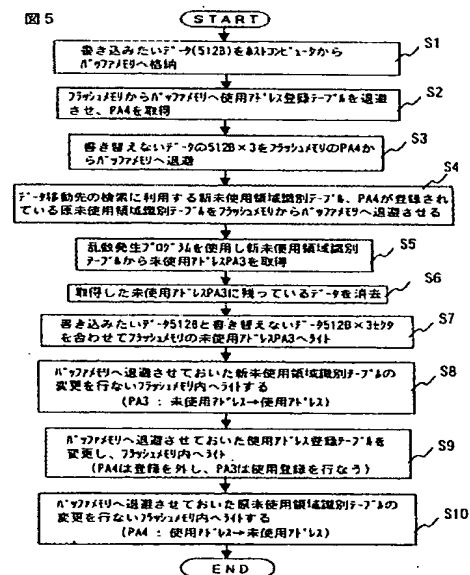 図5
START
書き込みたいデータ(512B)をホストコンピュータから
バッファメモリへ格納
S1
フラッシュメモリからバッファメモリへ使用アドレス登録テーブルを退避
させ、PA4を取得
S2
書き替えないデータの512B×3をフラッシュメモリのPA4か
らバッファメモリへ退避
S3
データ移動先の検索に利用する新未使用領域識別テーブル、PA4が登録され
ている原未使用領域識別テーブルをフラッシュメモリからバッファメモリへ退避させる
S4
乱数発生プログラムを使用し新未使用領域識別
テーブルから未使用アドレスPA3を取得
S5
取得した未使用アドレスPA3に残っているデータを消去
S6
書き込みたいデータ512Bと書き替えないデータ512B×3セクタ
を合わせてフラッシュメモリの未使用アドレスPA3へライト
S7
バッファメモリへ退避させておいた新未使用領域識別テーブルの
変更を行ないフラッシュメモリ内へライトする
(PA3 : 未使用アドレス→使用アドレス)
S8
バッファメモリへ退避させておいた使用アドレス登録テーブルを
変更し、フラッシュメモリ内へライト
(PA4は登録を外し、PA3は使用登録を行なう)
S9
バッファメモリへ退避させておいた原未使用領域識別テーブルの
変更を行ないフラッシュメモリ内へライトする
(PA4 : 使用アドレス→未使用アドレス)
S10
END